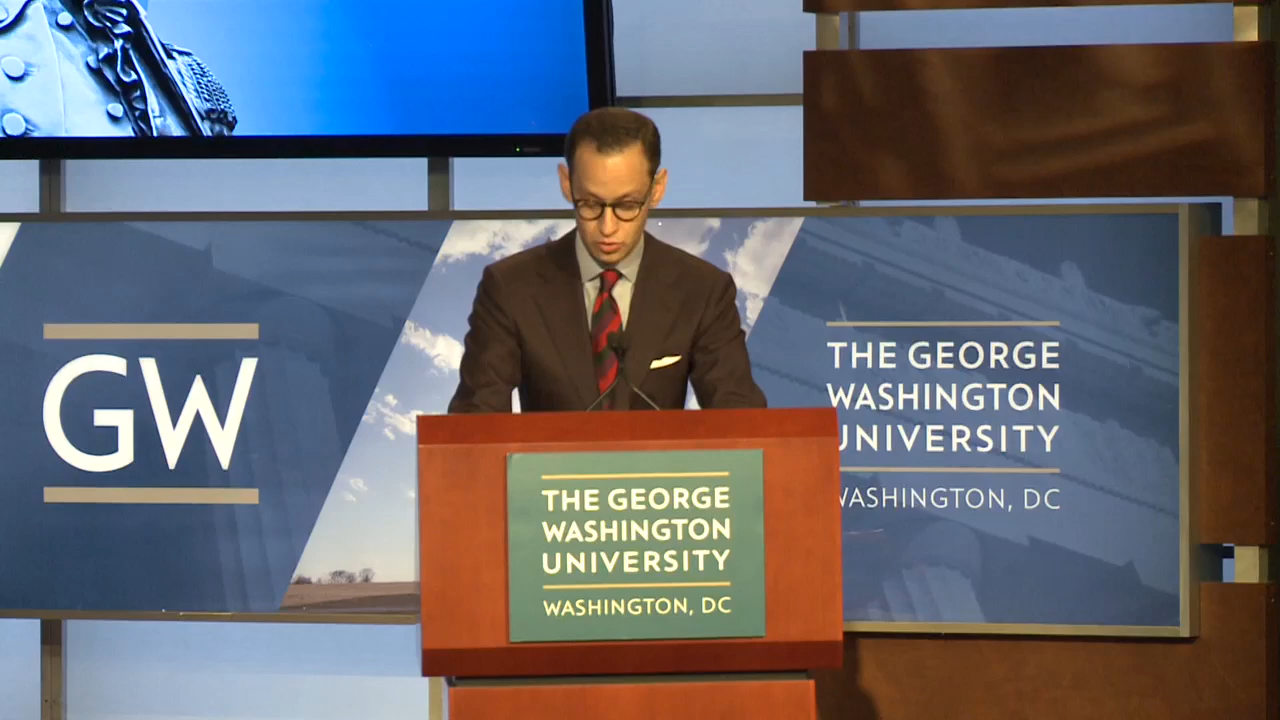 GW
THE GEORGE
WASHINGTON
UNIVERSITY
WASHINGTON, DC
THE GEORGE
WASHINGTON
UNIVERSITY
WASHINGTON, DC